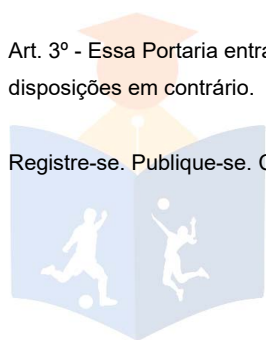 Art. 3º - Essa Portaria entra
disposições em contrário.
Registre-se. Publique-se.